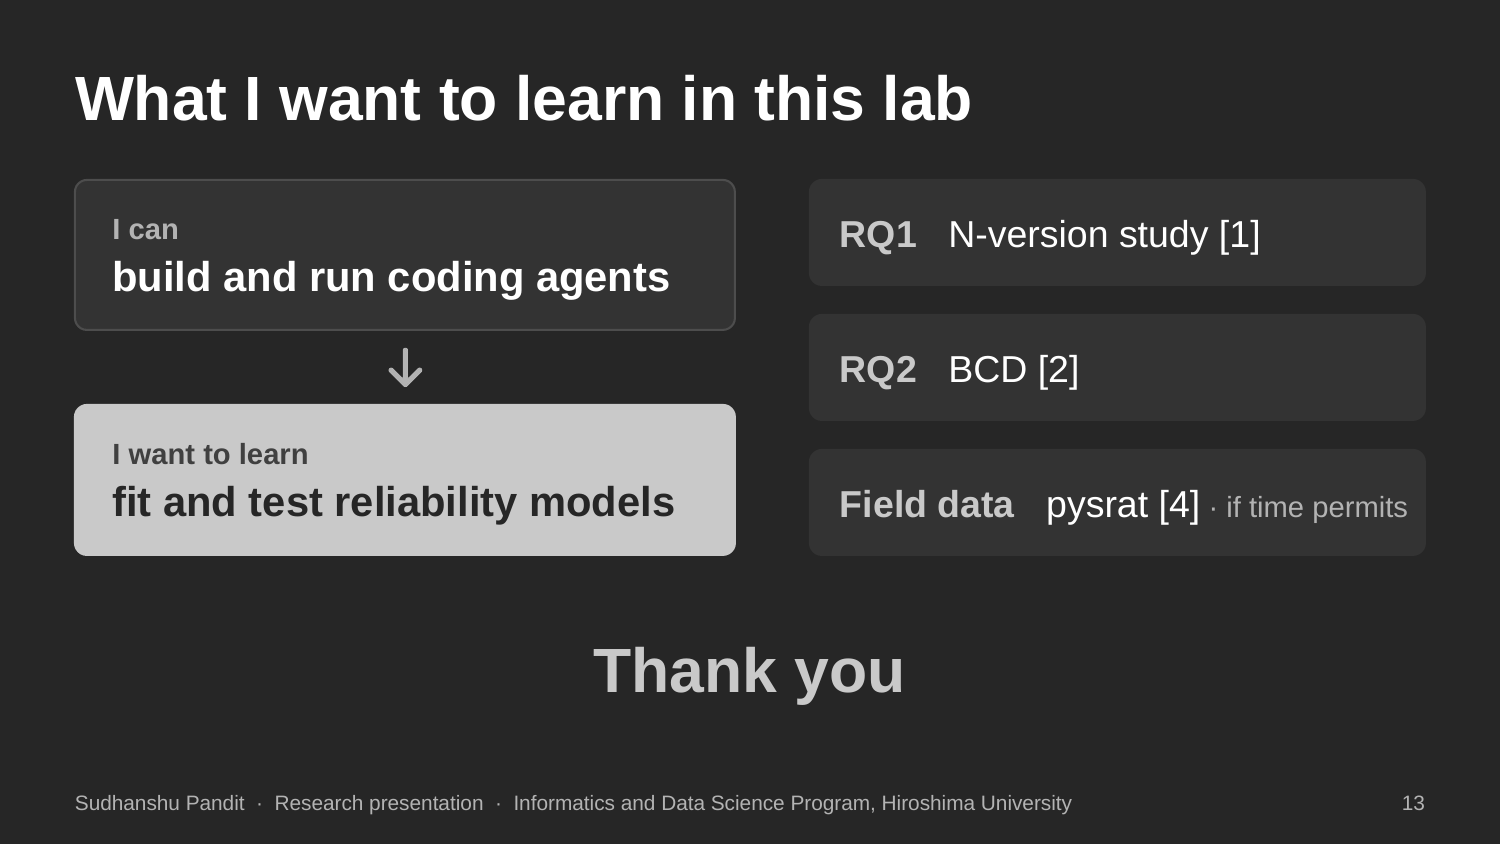 What I want to learn in this lab
I can
build and run coding agents
I want to learn
fit and test reliability models
RQ1 N-version study [1]
RQ2 BCD [2]
Field data pysrat [4] · if time permits
Thank you
Sudhanshu Pandit · Research presentation · Informatics and Data Science Program, Hiroshima University
13